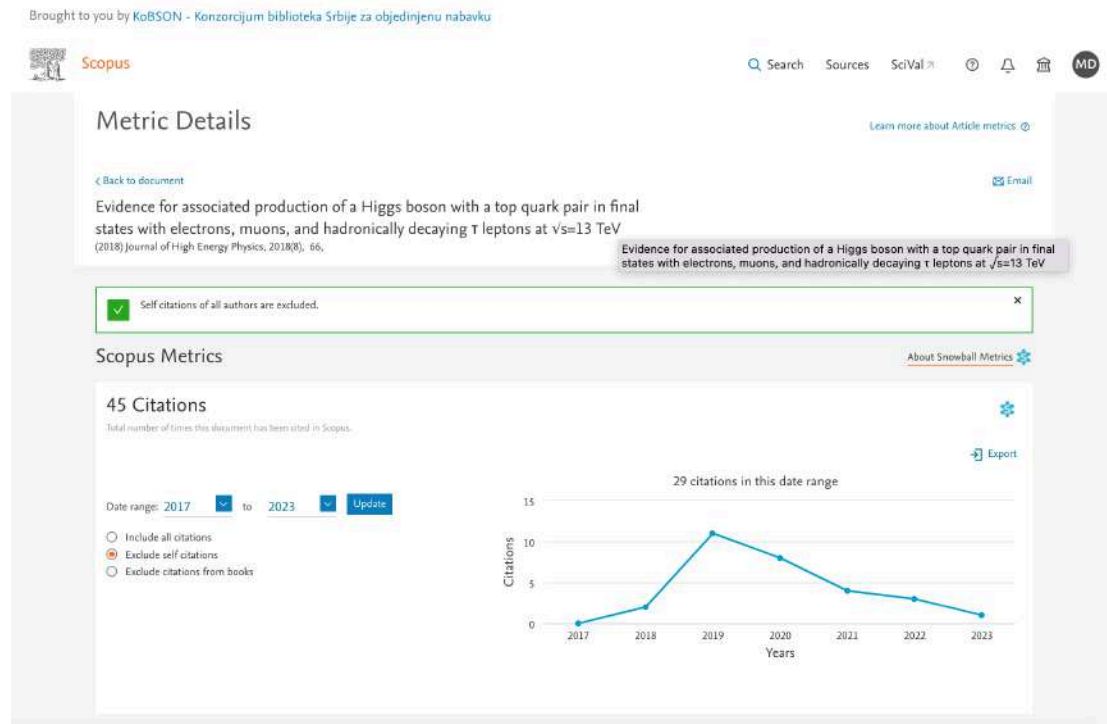 Brought to you by KoBSON - Konzorcijum biblioteka Srbije za objedinjenu nabavku
Scopus
Search Sources SciVal MD
Metric Details
Learn more about Article metrics
Back to document
Email
Evidence for associated production of a Higgs boson with a top quark pair in final
states with electrons, muons, and hadronically decaying τ leptons at √s=13 TeV
(2018) Journal of High Energy Physics, 2018(8), 66,
Evidence for associated production of a Higgs boson with a top quark pair in final
states with electrons, muons, and hadronically decaying τ leptons at √s=13 TeV
Self citations of all authors are excluded.
Scopus Metrics
About Snowball Metrics
45 Citations
Total number of times this document has been cited in Scopus.
Export
Date range: 2017 to 2023 Update
Include all citations
Exclude self citations
Exclude citations from books
29 citations in this date range
Citations
15
10
5
0
2017 2018 2019 2020 2021 2022 2023
Years